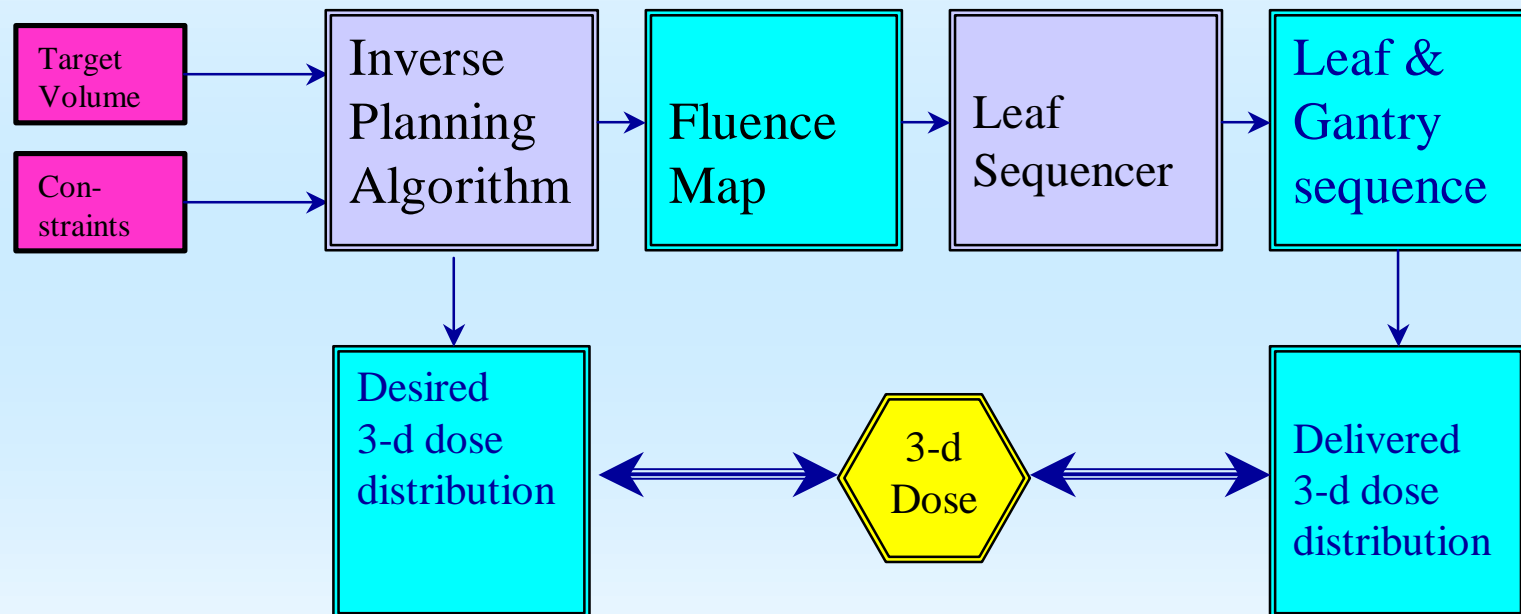 Target
Volume
Con-
straints
Inverse
Planning
Algorithm
Fluence
Map
Leaf
Sequencer
Leaf &
Gantry
sequence
Desired
3-d dose
distribution
3-d
Dose
Delivered
3-d dose
distribution